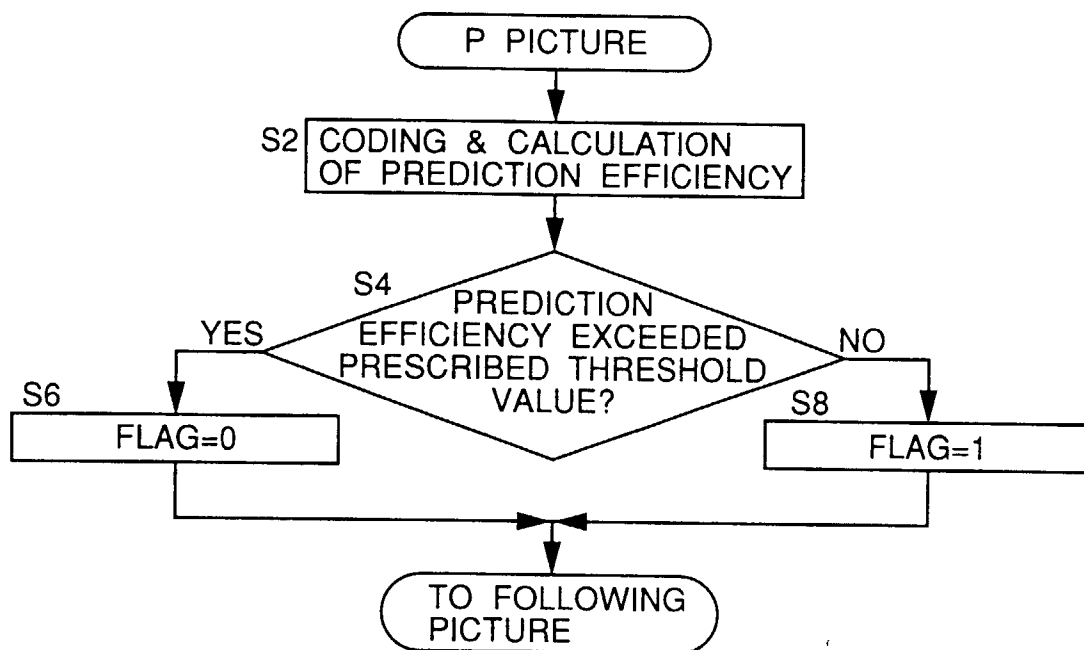 P PICTURE
S2 CODING & CALCULATION
OF PREDICTION EFFICIENCY
S4
PREDICTION
EFFICIENCY EXCEEDED
PRESCRIBED THRESHOLD
VALUE?
YES
NO
S6
FLAG=0
S8
FLAG=1
TO FOLLOWING
PICTURE